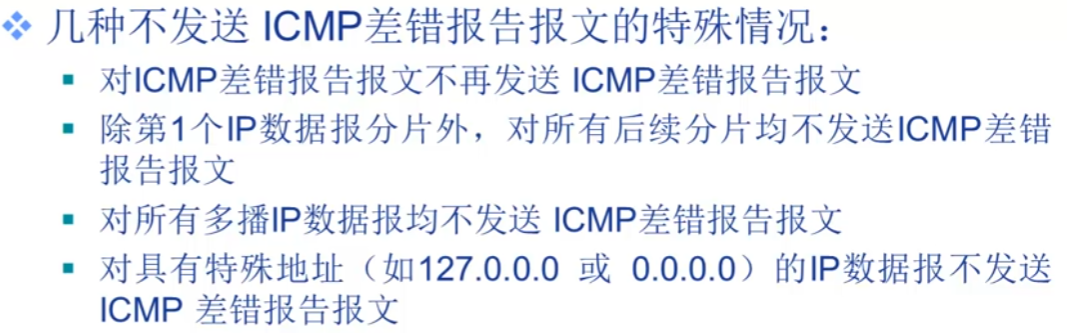 几种不发送 ICMP差错报告报文的特殊情况：
对ICMP差错报告报文不再发送 ICMP差错报告报文
除第1个IP数据报分片外，对所有后续分片均不发送ICMP差错
报告报文
对所有多播IP数据报均不发送 ICMP差错报告报文
对具有特殊地址（如127.0.0.0 或 0.0.0.0）的IP数据报不发送
ICMP 差错报告报文